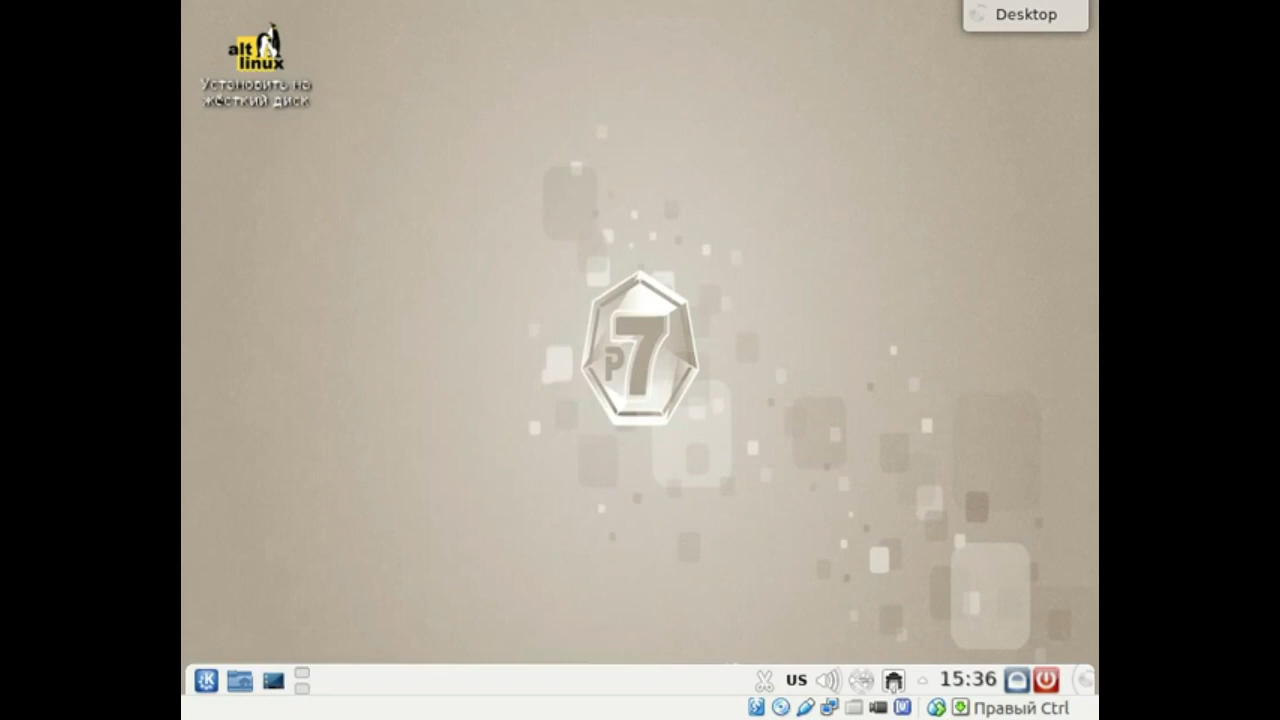 Desktop
alt
linux
Установить на
жёсткий диск
P7
US
15:36
Правый Ctrl